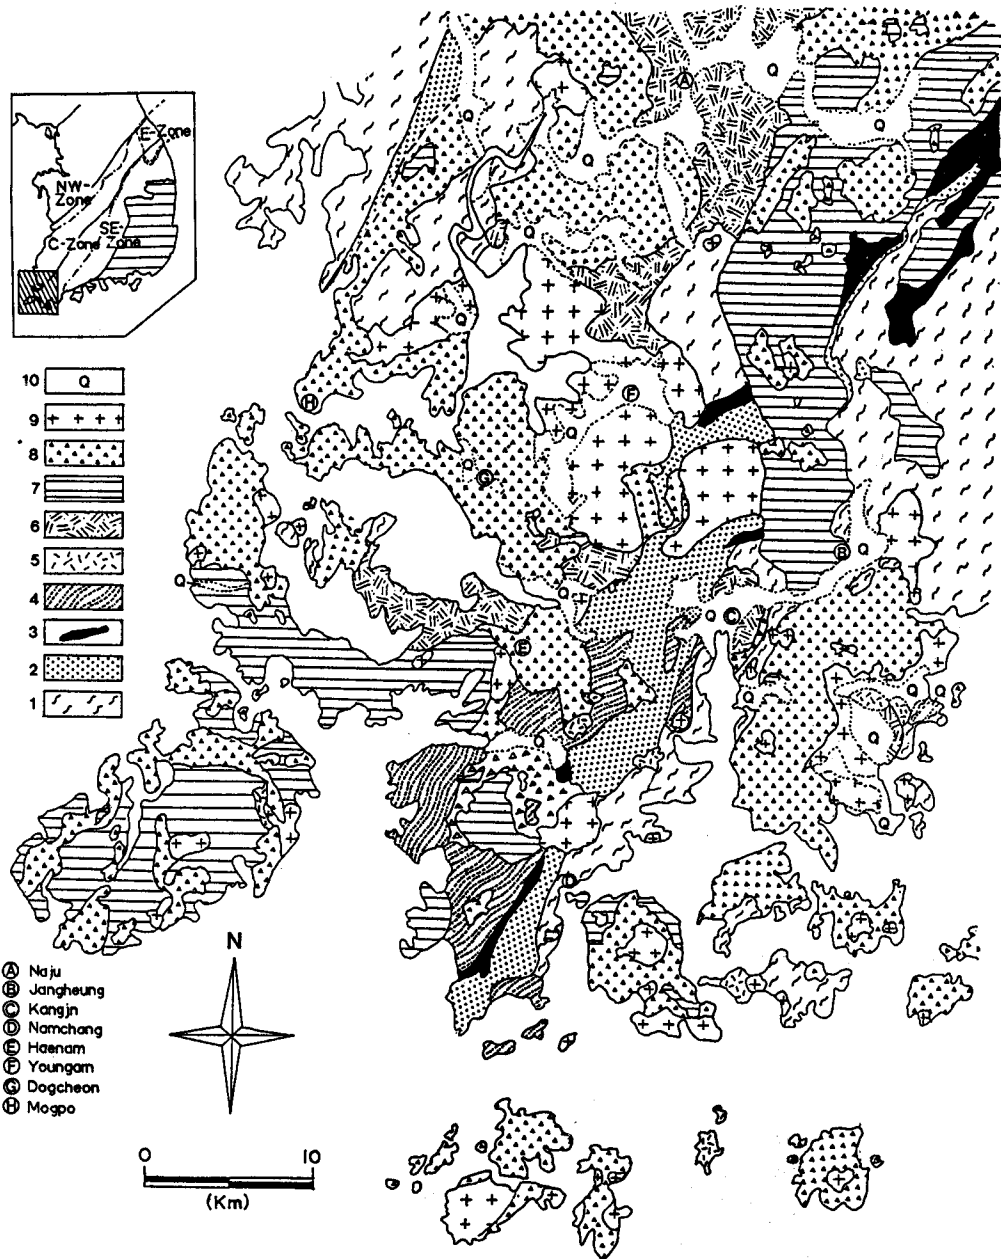 E-Zone
NW-
Zone
SE-
C-Zone Zone
10 Q
9
8
7
6
5
4
3
2
1
A Naju
B Jangheung
C Kangjn
D Namchang
E Haenam
F Youngam
G Dogcheon
H Mogpo
N
0 10
(Km)
A
Q
Q
Q
Q
Q
Q
H
F
Q
Q
G
B
Q
Q
Q
Q
C
E
Q
Q
Q
Q
Q
Q
D